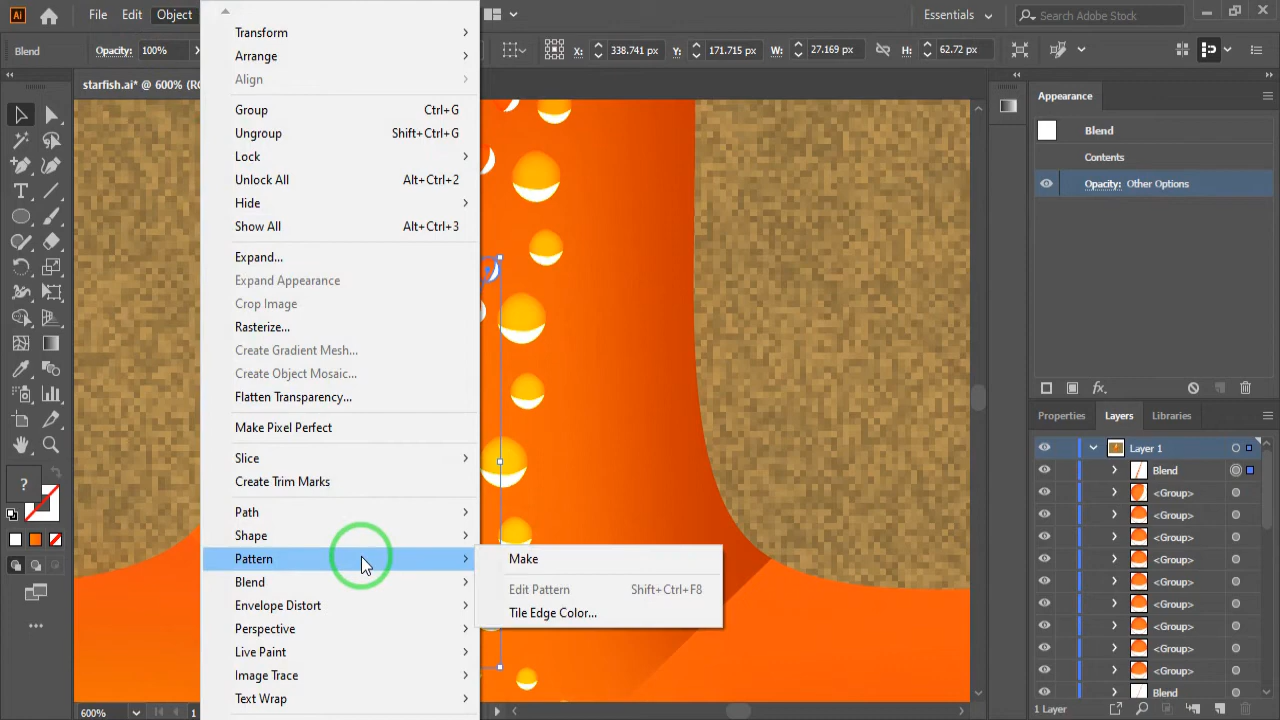 Ai File Edit Object Essentials Search Adobe Stock
Blend Opacity: 100% X: 338.741 px Y: 171.715 px W: 27.169 px H: 62.72 px
starfish.ai* @ 600% (RG
Transform
Arrange
Align
Group Ctrl+G
Ungroup Shift+Ctrl+G
Lock
Unlock All Alt+Ctrl+2
Hide
Show All Alt+Ctrl+3
Expand...
Expand Appearance
Crop Image
Rasterize...
Create Gradient Mesh...
Create Object Mosaic...
Flatten Transparency...
Make Pixel Perfect
Slice
Create Trim Marks
Path
Shape
Pattern
Blend
Envelope Distort
Perspective
Live Paint
Image Trace
Text Wrap
Make
Edit Pattern Shift+Ctrl+F8
Tile Edge Color...
Appearance
Blend
Contents
Opacity: Other Options
fx
Properties Layers Libraries
Layer 1
Blend
<Group>
<Group>
<Group>
<Group>
<Group>
<Group>
<Group>
<Group>
<Group>
Blend
1 Layer
?
600% 1